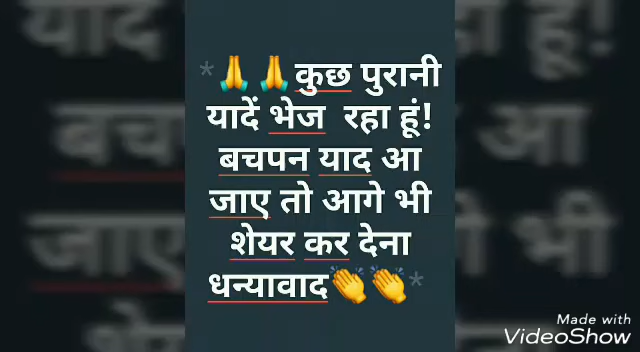 *🙏🙏कुछ पुरानी
यादें भेज रहा हूं!
बचपन याद आ
जाए तो आगे भी
शेयर कर देना
धन्यावाद👏👏*
Made with
VideoShow